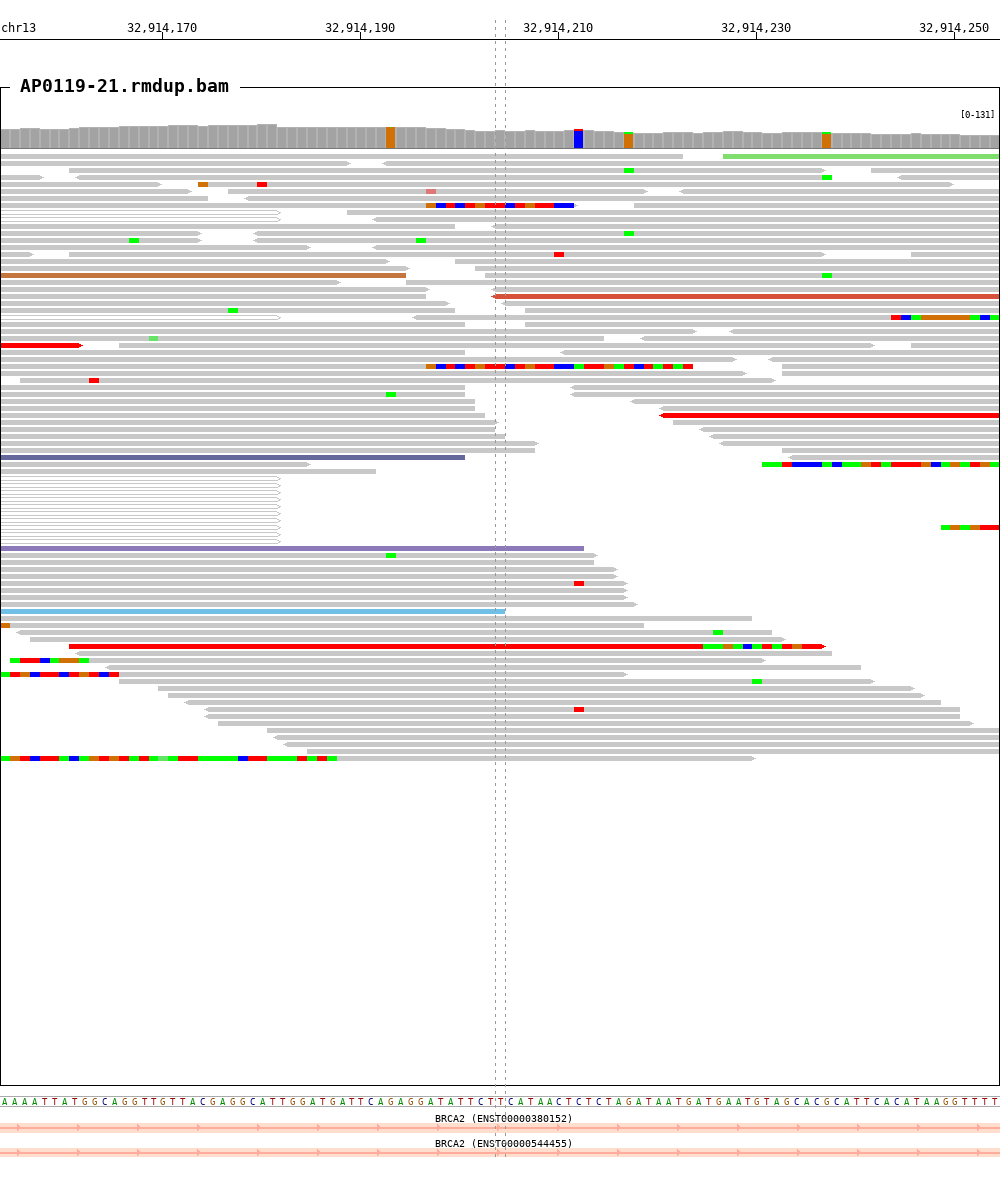 chr13 32,914,170 32,914,190 32,914,210 32,914,230 32,914,250
AP0119-21.rmdup.bam
[0-131]
AAAATTATGGCAGGTTGTTACGAGGCATTGGATGATTCAGAGGATATTCTTCATAACTCTCTAGATAATGATGAATGTAGCACGCATTCACATAAGGTTTT
BRCA2 (ENST00000380152)
BRCA2 (ENST00000544455)